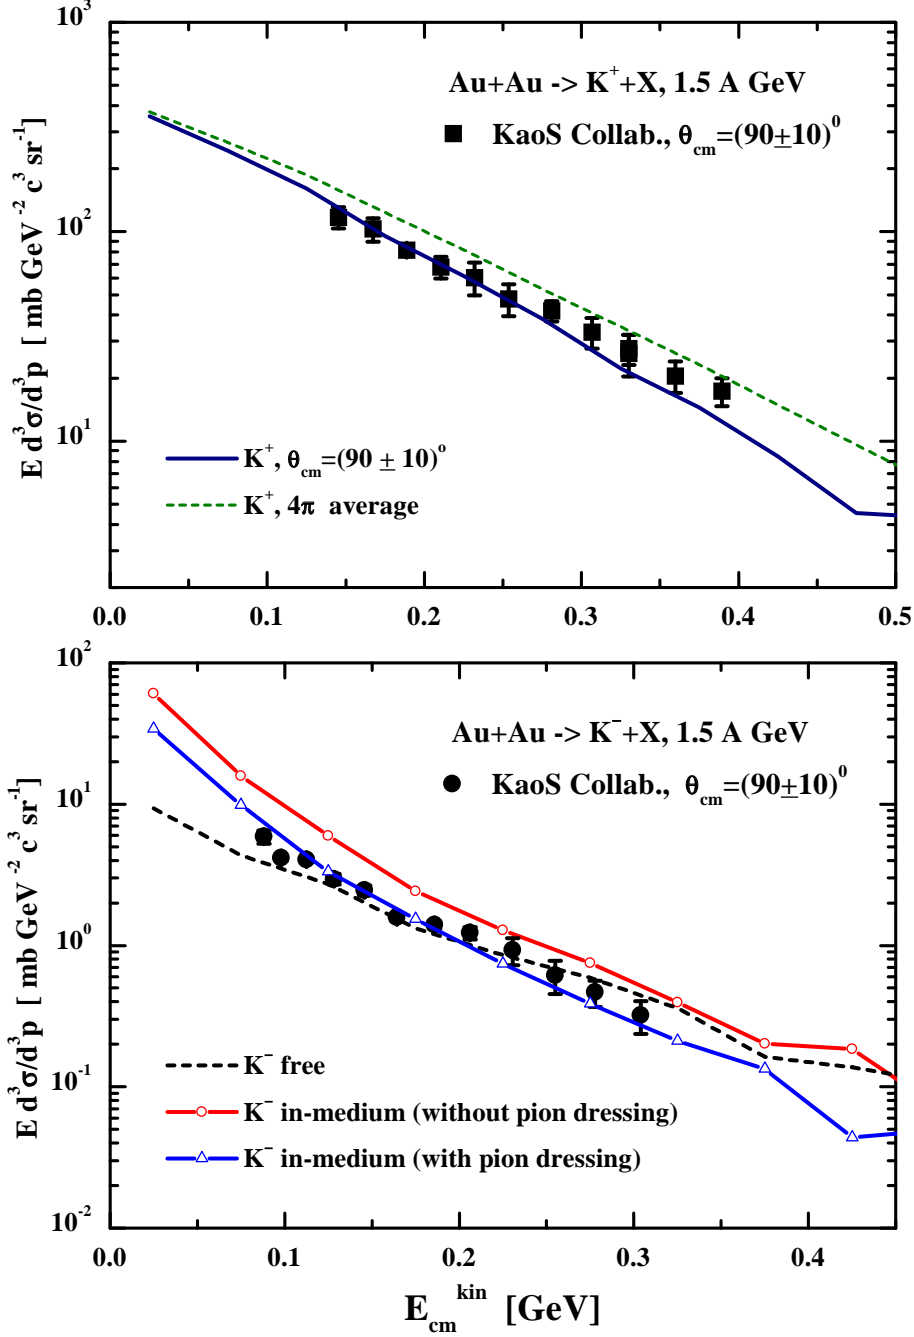 10³
Au+Au -> K⁺+X, 1.5 A GeV
KaoS Collab., θcm=(90±10)⁰
10²
E d³σ/d³p [ mb GeV⁻² c³ sr⁻¹]
10¹
K⁺, θcm=(90 ± 10)⁰
K⁺, 4π average
0.0 0.1 0.2 0.3 0.4 0.5
10²
Au+Au -> K⁻+X, 1.5 A GeV
KaoS Collab., θcm=(90±10)⁰
10¹
E d³σ/d³p [ mb GeV⁻² c³ sr⁻¹]
10⁰
K⁻ free
10⁻¹
K⁻ in-medium (without pion dressing)
K⁻ in-medium (with pion dressing)
10⁻²
0.0 0.1 0.2 0.3 0.4
Ecm^kin [GeV]